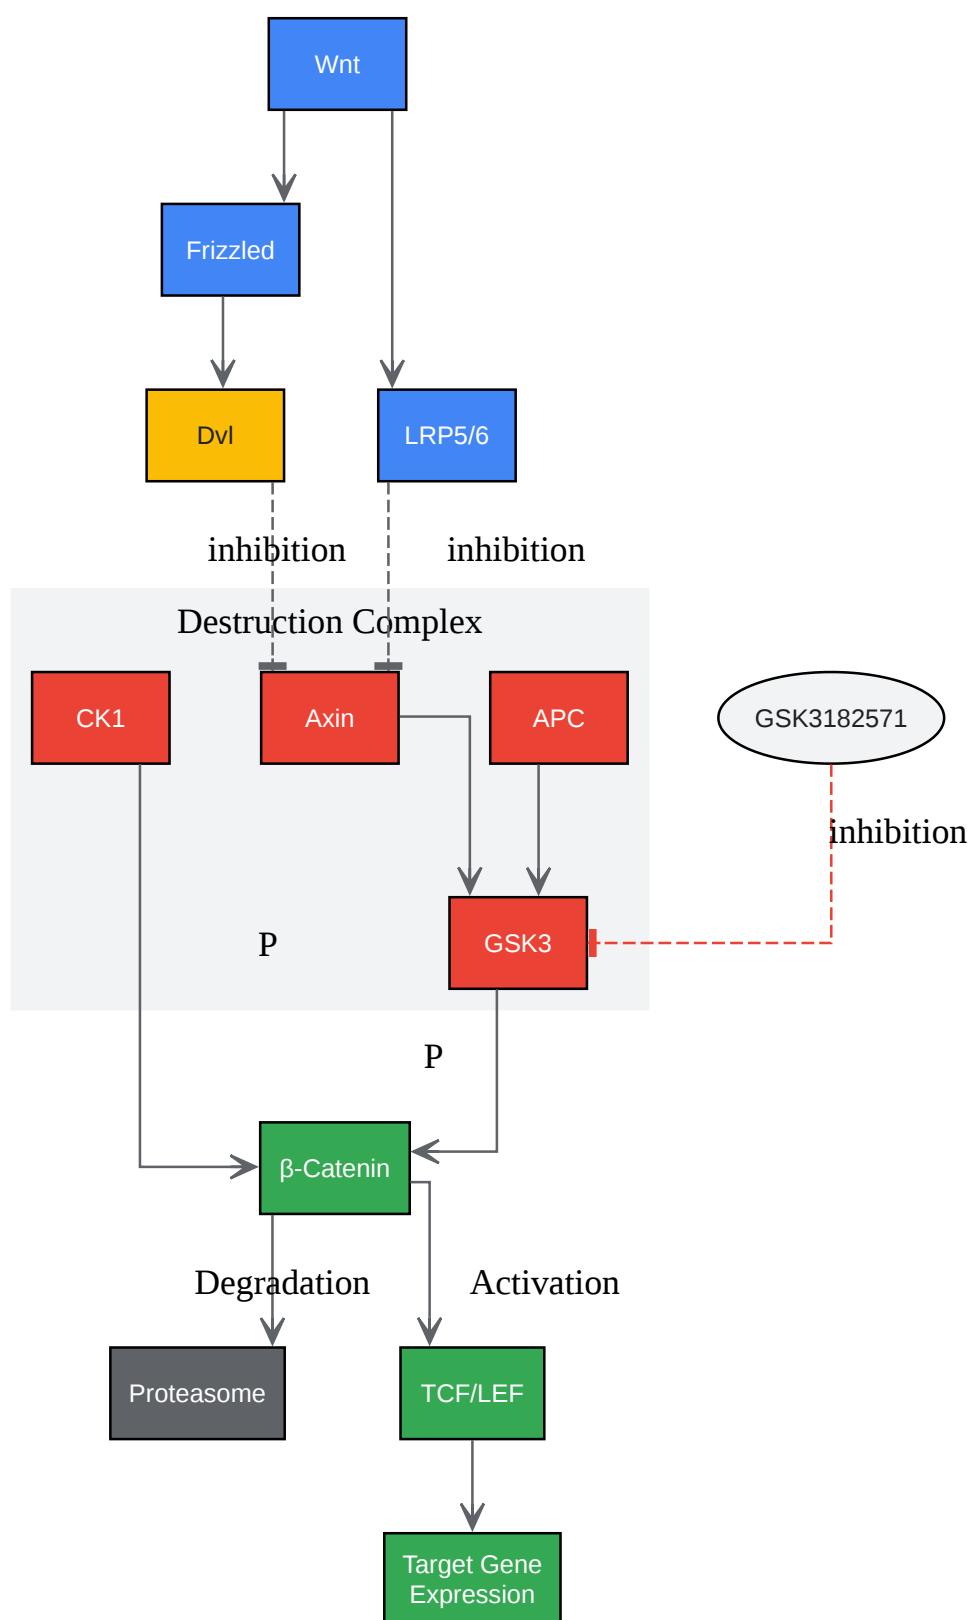 Wnt
Frizzled
Dvl
LRP5/6
inhibition
inhibition
Destruction Complex
CK1
Axin
APC
GSK3182571
inhibition
P
GSK3
P
β-Catenin
Degradation
Activation
Proteasome
TCF/LEF
Target Gene
Expression